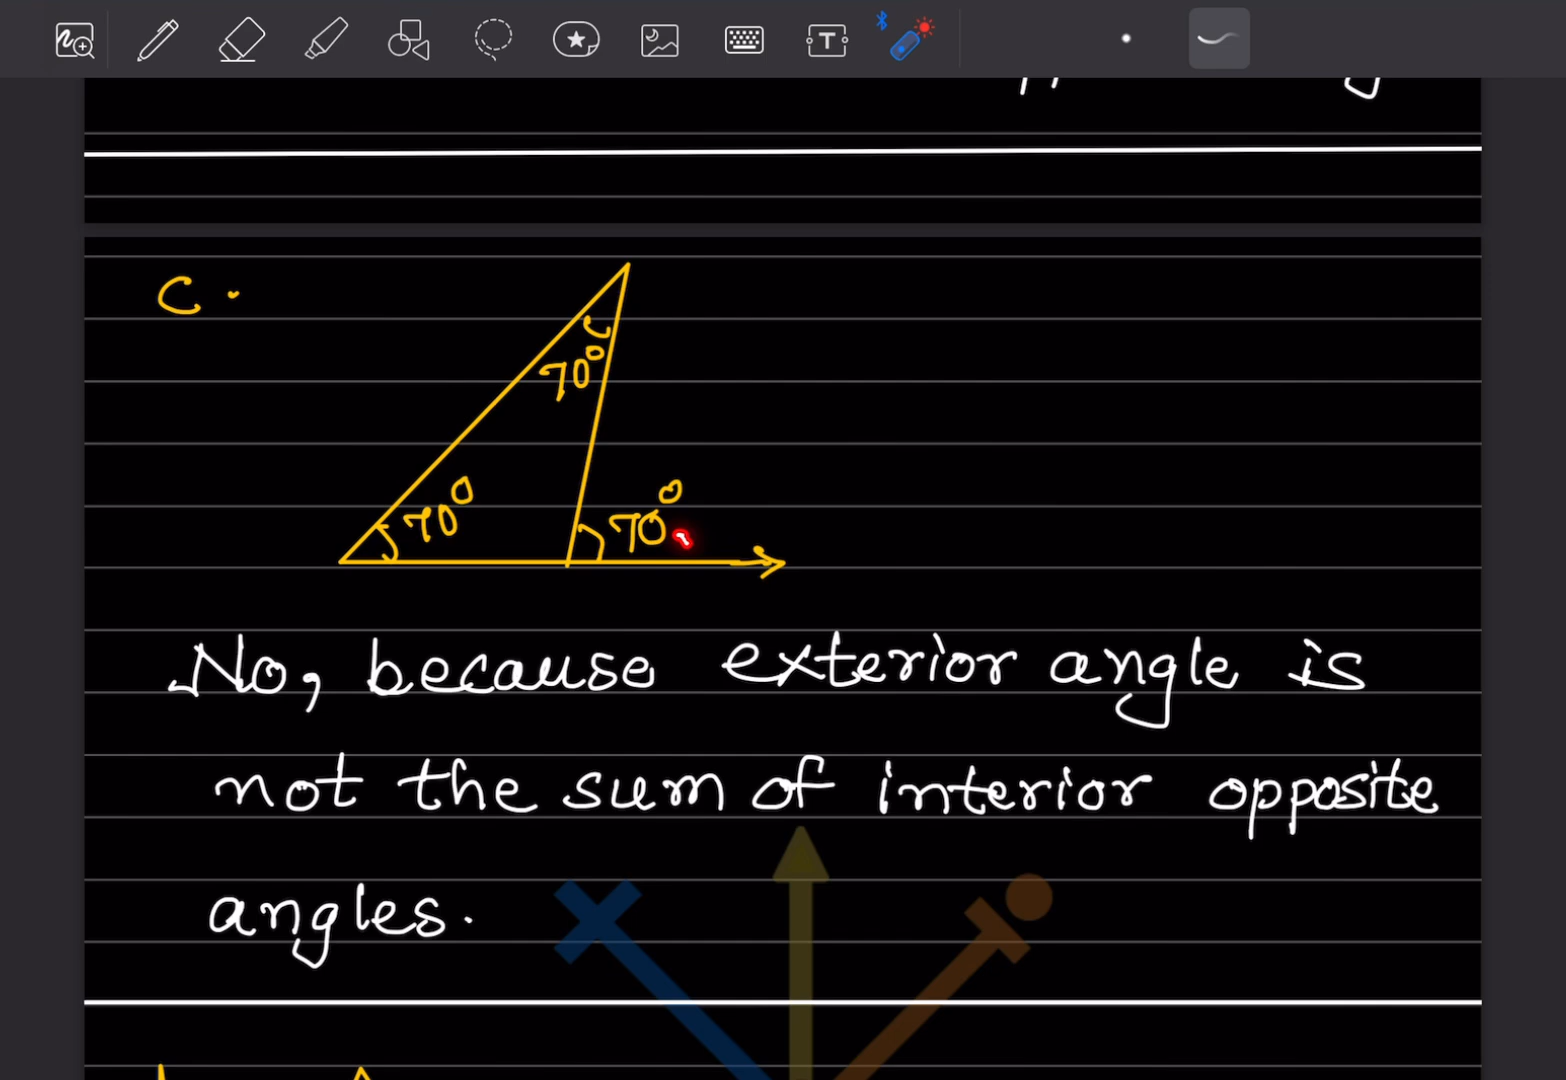 C.
70°
70°
70°
No, because exterior angle is
not the sum of interior opposite
angles.